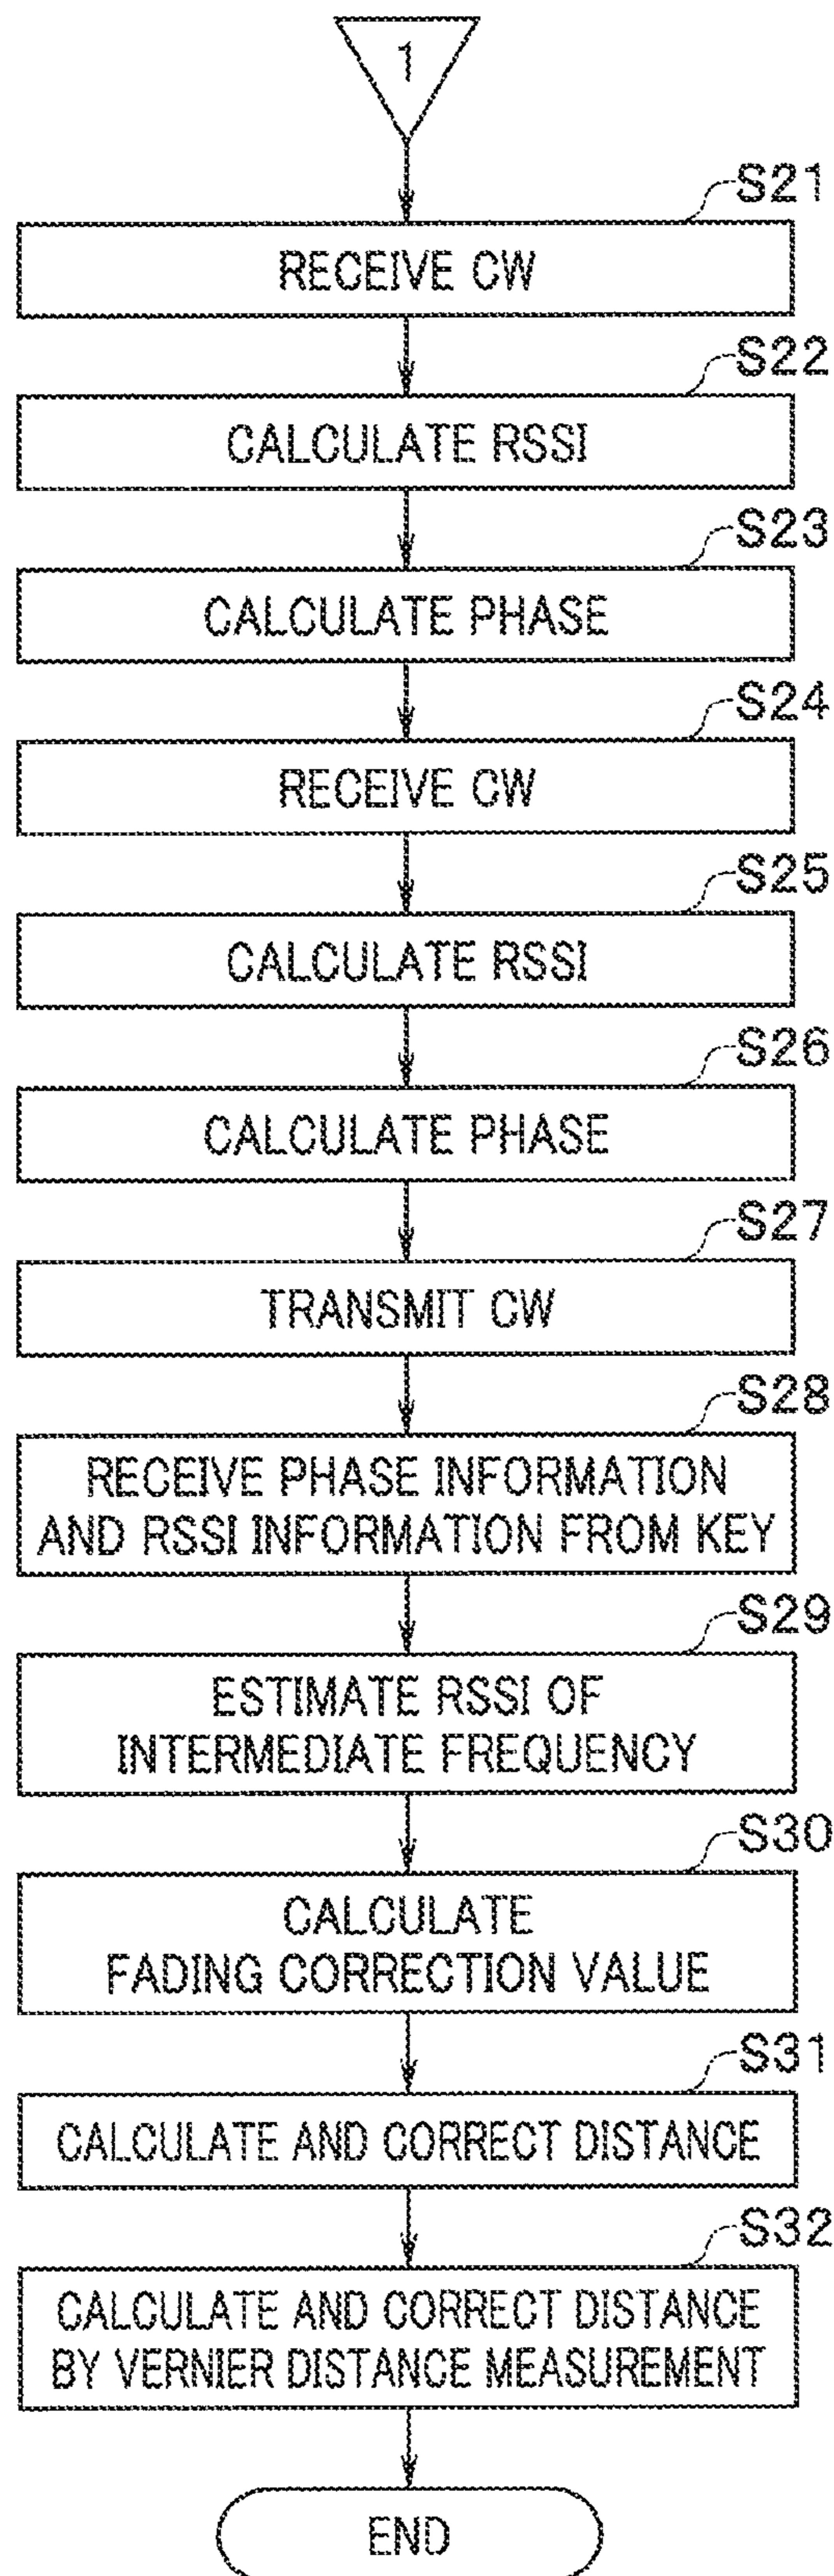 1
S21
RECEIVE CW
S22
CALCULATE RSSI
S23
CALCULATE PHASE
S24
RECEIVE CW
S25
CALCULATE RSSI
S26
CALCULATE PHASE
S27
TRANSMIT CW
S28
RECEIVE PHASE INFORMATION
AND RSSI INFORMATION FROM KEY
S29
ESTIMATE RSSI OF
INTERMEDIATE FREQUENCY
S30
CALCULATE
FADING CORRECTION VALUE
S31
CALCULATE AND CORRECT DISTANCE
S32
CALCULATE AND CORRECT DISTANCE
BY VERNIER DISTANCE MEASUREMENT
END